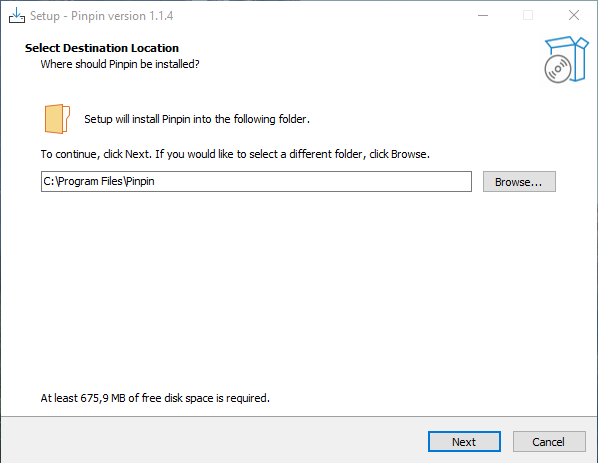 Setup - Pinpin version 1.1.4
Select Destination Location
Where should Pinpin be installed?
Setup will install Pinpin into the following folder.
To continue, click Next. If you would like to select a different folder, click Browse.
C:\Program Files\Pinpin
Browse...
At least 675,9 MB of free disk space is required.
Next
Cancel